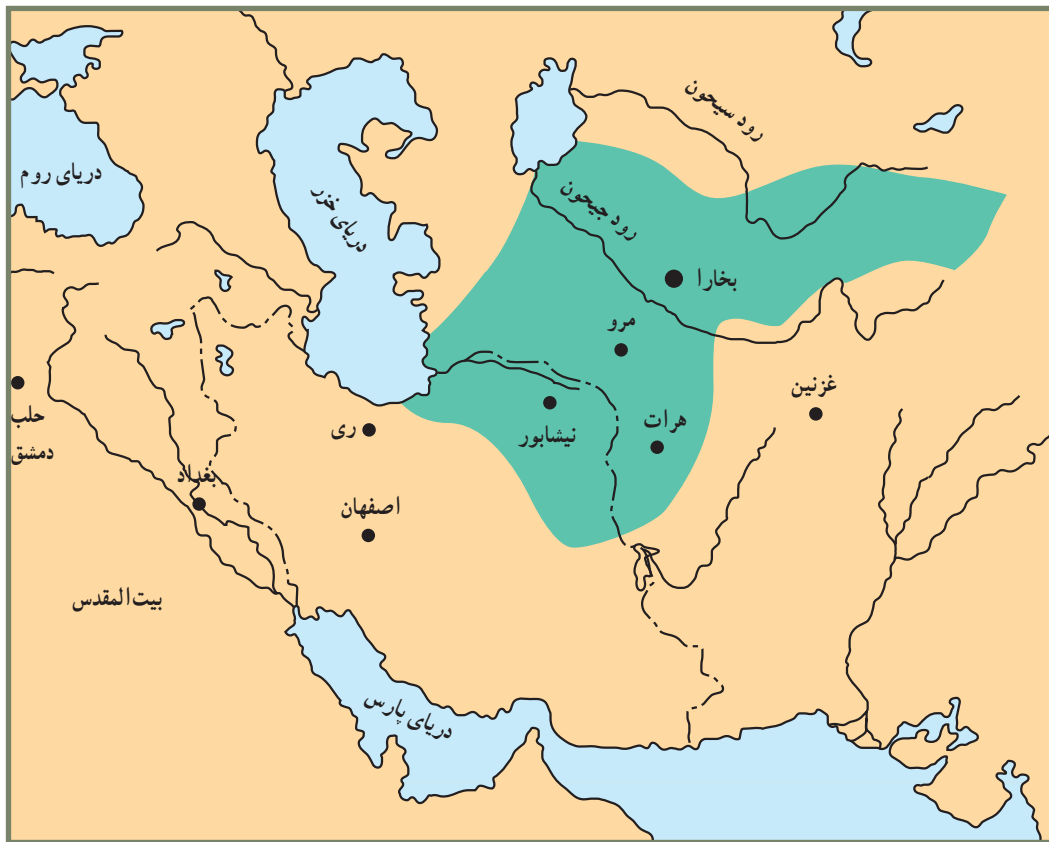 رود سیحون
دریای روم
دریای خزر
رود جیحون
بخارا
مرو
غزنین
حلب
دمشق
ری
نیشابور
هرات
بغداد
اصفهان
بیت‌المقدس
دریای پارس